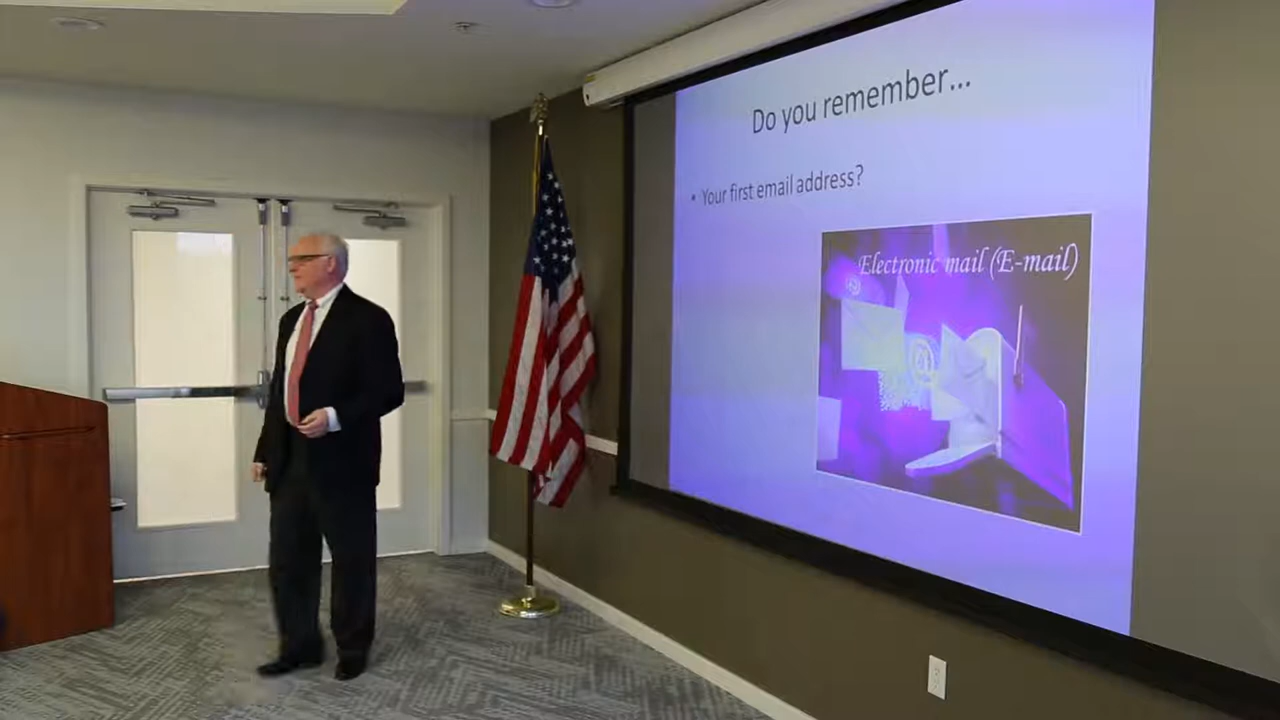 Do you remember...
• Your first email address?
Electronic mail (E-mail)
@